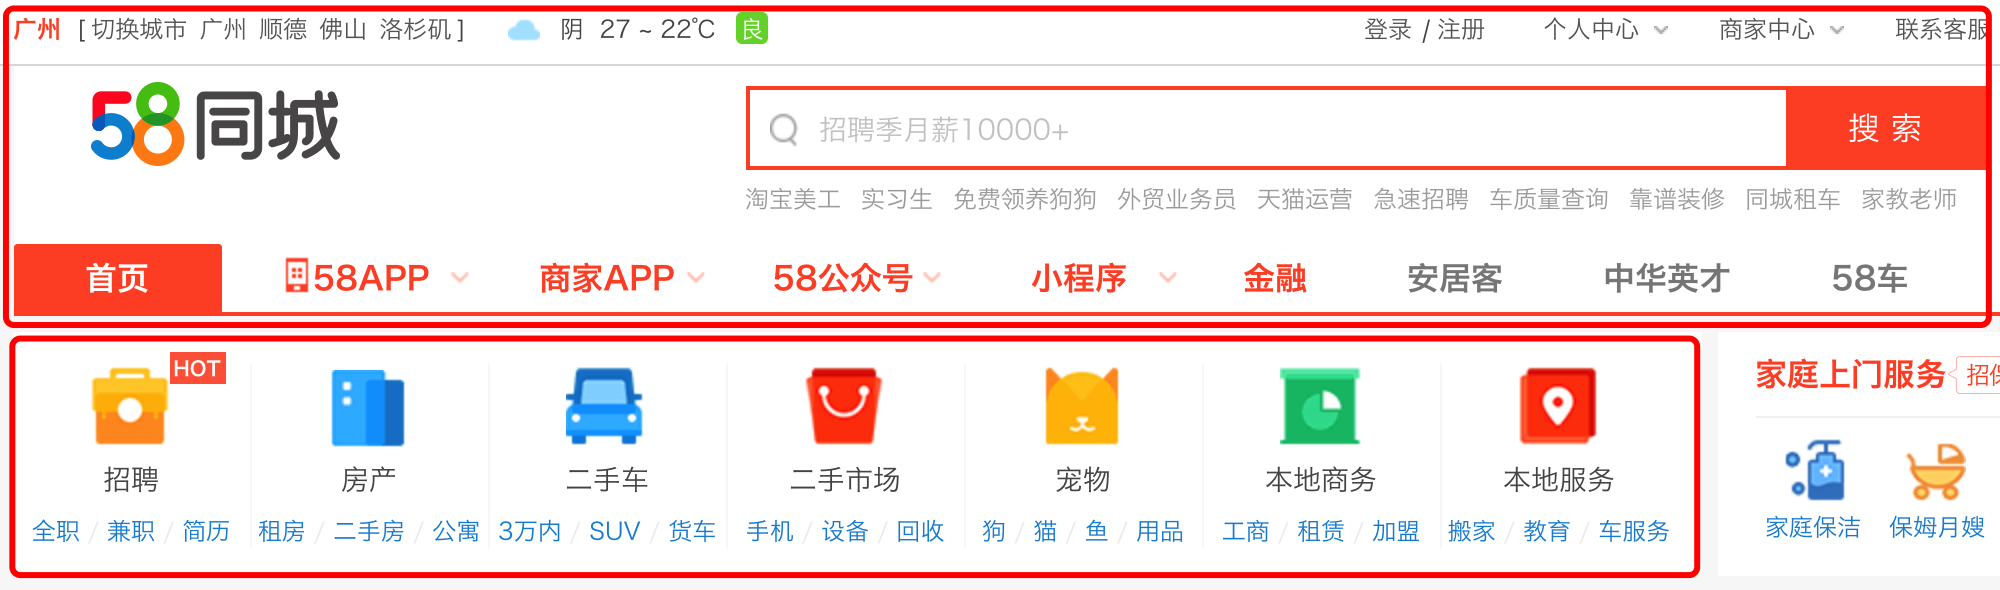 广州 [ 切换城市 广州 顺德 佛山 洛杉矶 ] 阴 27 ~ 22℃ 良 登录 / 注册 个人中心 商家中心 联系客服
58同城
招聘季月薪10000+ 搜 索
淘宝美工 实习生 免费领养狗狗 外贸业务员 天猫运营 急速招聘 车质量查询 靠谱装修 同城租车 家教老师
首页 58APP 商家APP 58公众号 小程序 金融 安居客 中华英才 58车
HOT
家庭上门服务 招保
招聘 房产 二手车 二手市场 宠物 本地商务 本地服务
全职 / 兼职 / 简历 租房 / 二手房 / 公寓 3万内 / SUV / 货车 手机 / 设备 / 回收 狗 / 猫 / 鱼 / 用品 工商 / 租赁 / 加盟 搬家 / 教育 / 车服务
家庭保洁 保姆月嫂